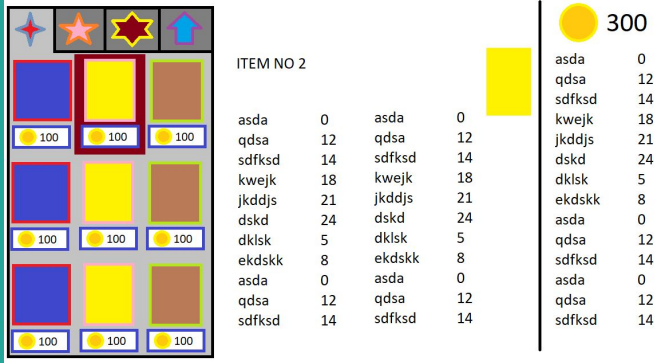 100 100 100
100 100 100
100 100 100
ITEM NO 2
asda 0 asda 0
qdsa 12 qdsa 12
sdfksd 14 sdfksd 14
kwejk 18 kwejk 18
jkddjs 21 jkddjs 21
dskd 24 dskd 24
dklsk 5 dklsk 5
ekdskk 8 ekdskk 8
asda 0 asda 0
qdsa 12 qdsa 12
sdfksd 14 sdfksd 14
300
asda 0
qdsa 12
sdfksd 14
kwejk 18
jkddjs 21
dskd 24
dklsk 5
ekdskk 8
asda 0
qdsa 12
sdfksd 14
asda 0
qdsa 12
sdfksd 14